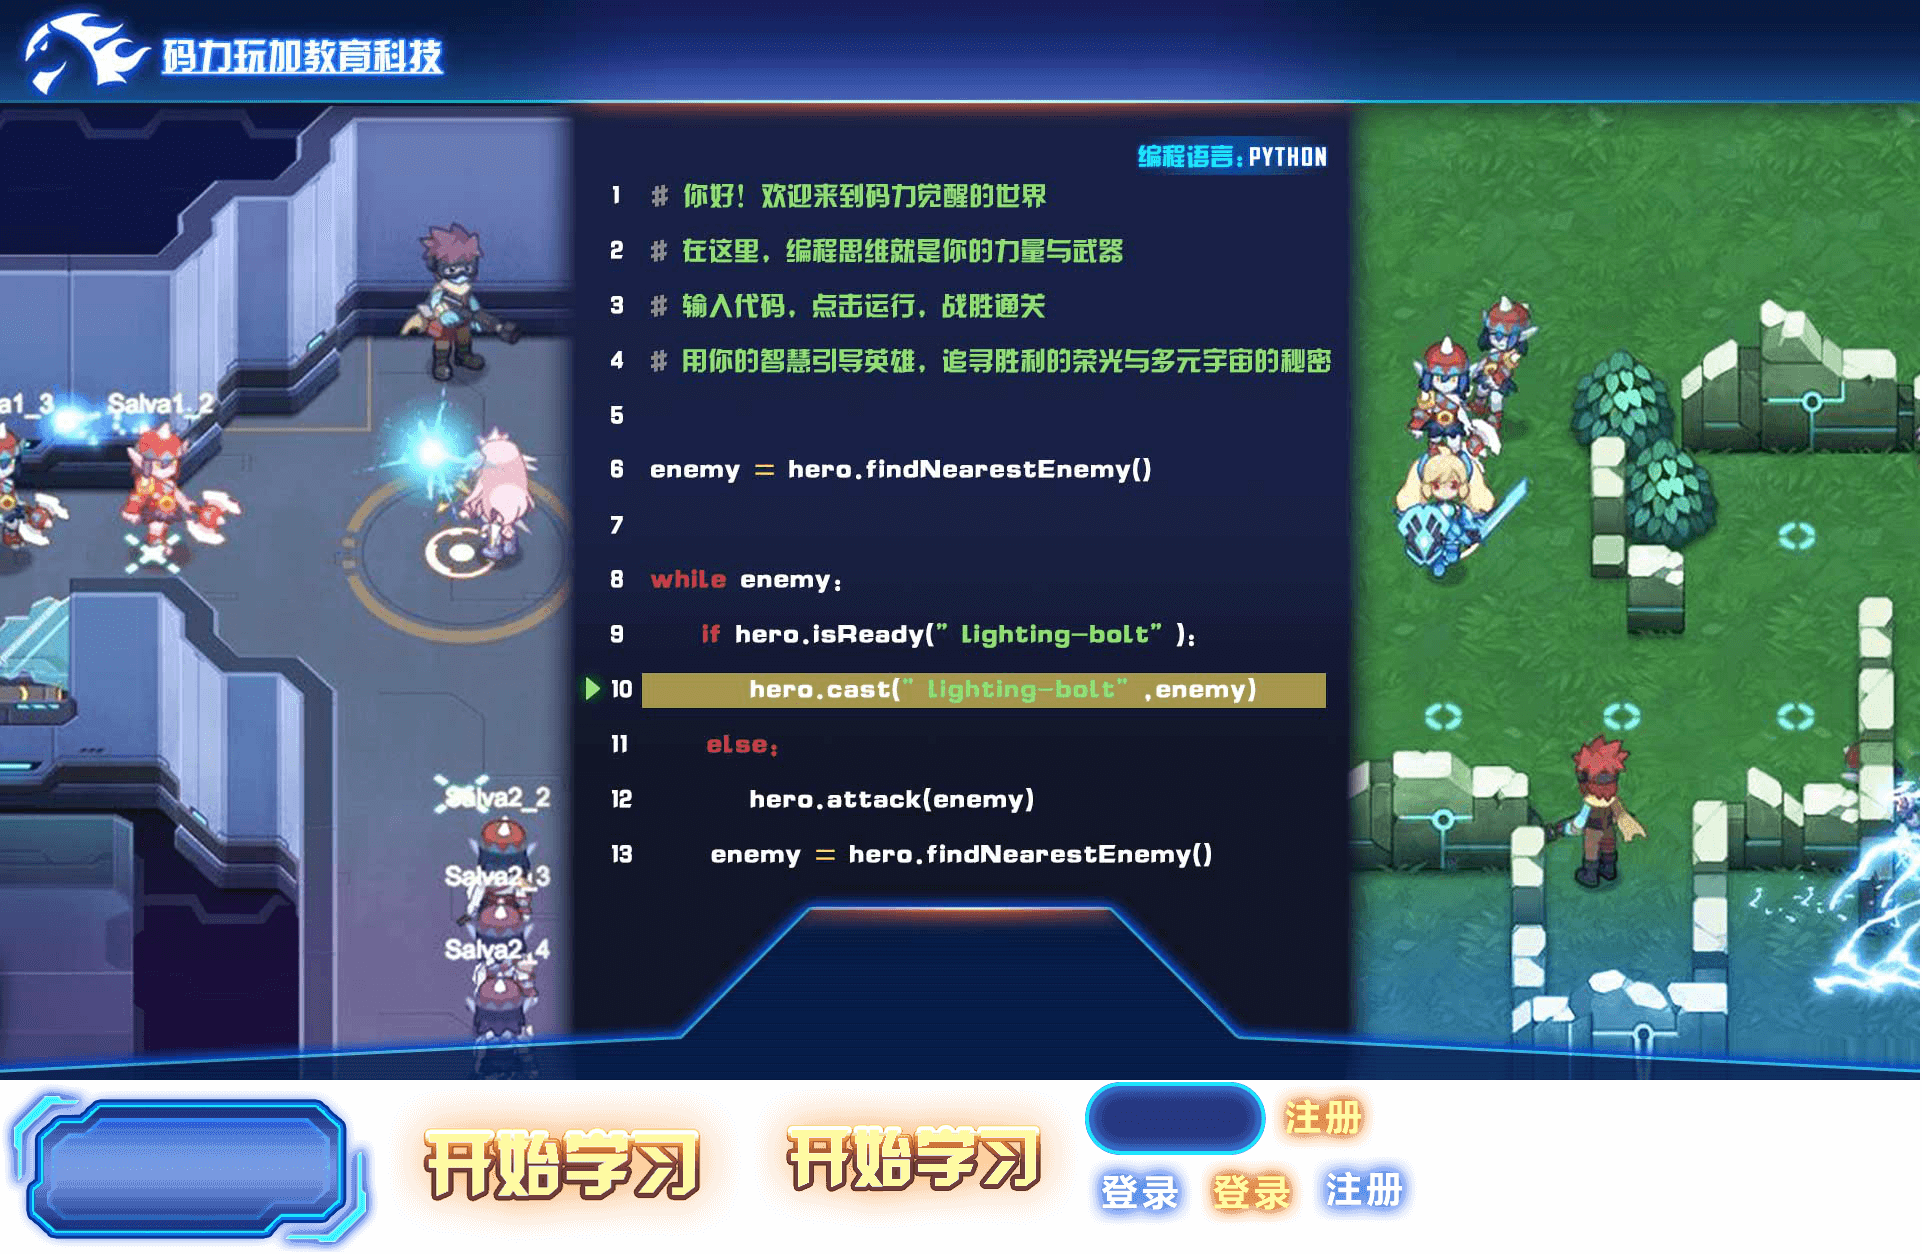 码力玩加教育科技
编程语言:PYTHON
1 # 你好！欢迎来到码力觉醒的世界
2 # 在这里，编程思维就是你的力量与武器
3 # 输入代码，点击运行，战胜通关
4 # 用你的智慧引导英雄，追寻胜利的荣光与多元宇宙的秘密
5
6 enemy = hero.findNearestEnemy()
7
8 while enemy:
9 if hero.isReady(" lighting-bolt" ):
10 hero.cast(" lighting-bolt" ,enemy)
11 else:
12 hero.attack(enemy)
13 enemy = hero.findNearestEnemy()
a1_3
Salva1_2
Salva2_2
Salva2_3
Salva2_4
开始学习
开始学习
注册
登录
登录
注册